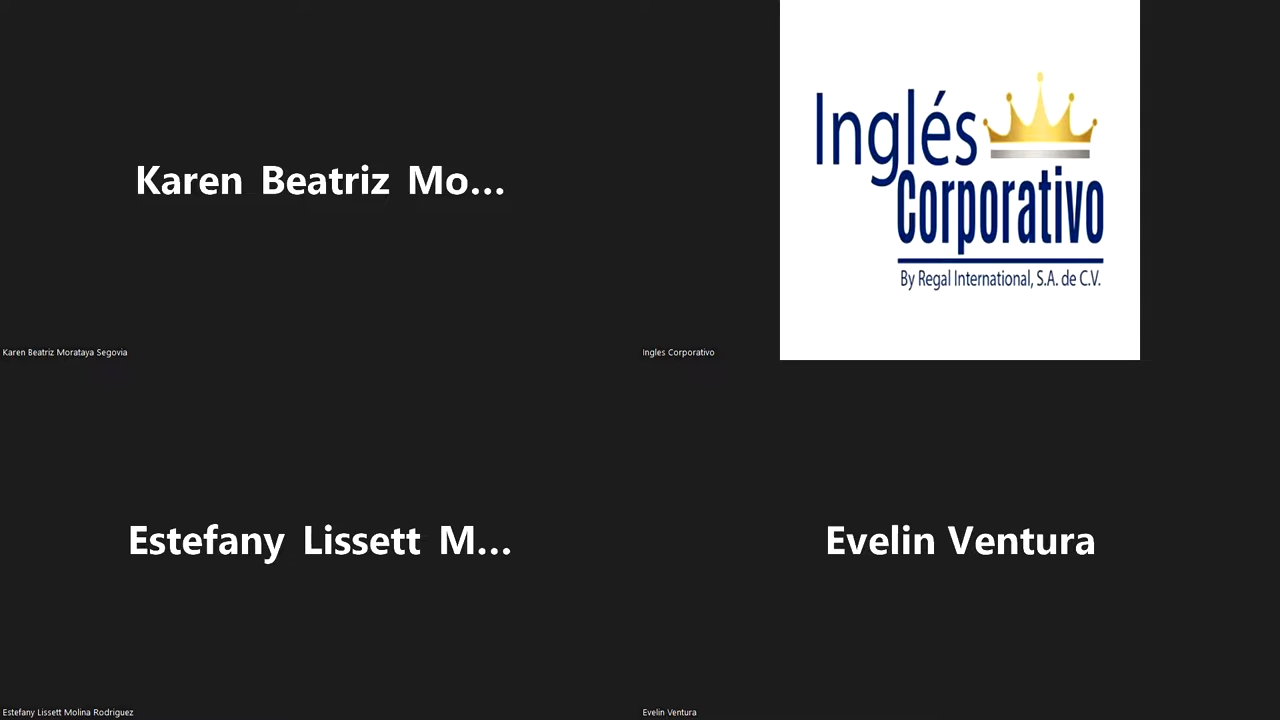 Karen Beatriz Mo...
Karen Beatriz Morataya Segovia
Inglés
Corporativo
By Regal International, S.A. de C.V.
Ingles Corporativo
Estefany Lissett M...
Estefany Lissett Molina Rodriguez
Evelin Ventura
Evelin Ventura